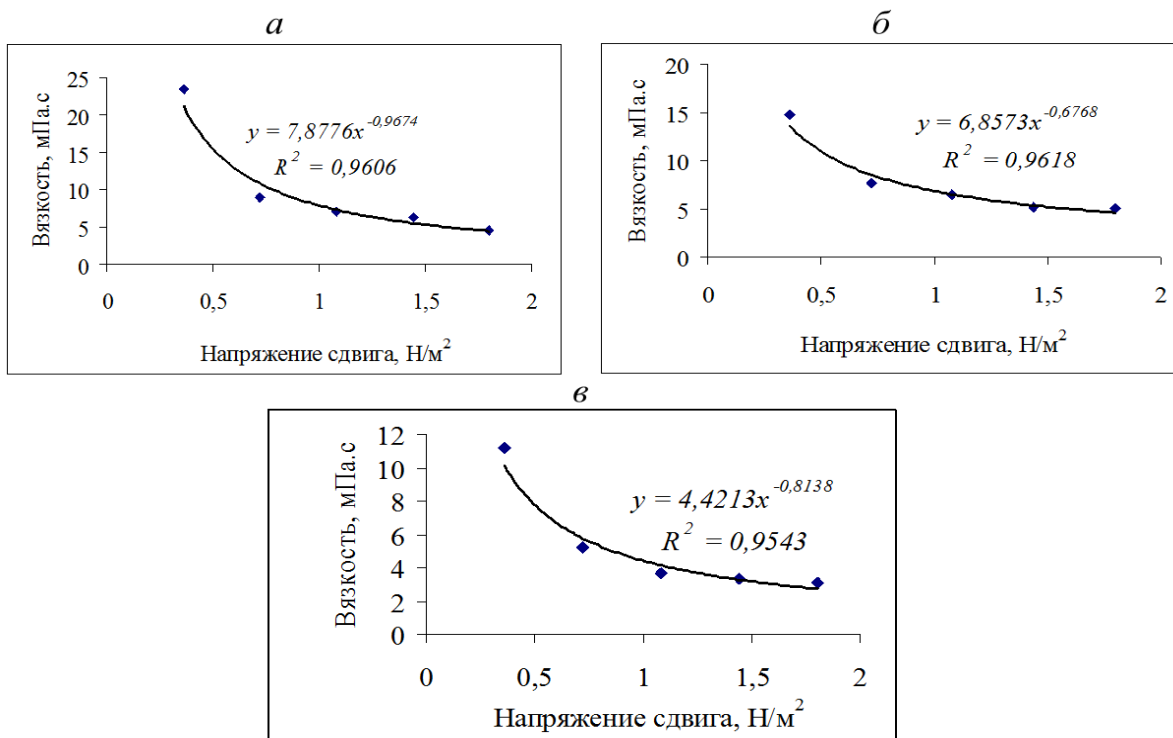 а
Вязкость, мПа.с
25
20
15
10
5
0
y = 7,8776x^-0,9674
R^2 = 0,9606
0 0,5 1 1,5 2
Напряжение сдвига, Н/м^2
б
Вязкость, мПа.с
20
15
10
5
0
y = 6,8573x^-0,6768
R^2 = 0,9618
0 0,5 1 1,5 2
Напряжение сдвига, Н/м^2
в
Вязкость, мПа.с
12
10
8
6
4
2
0
y = 4,4213x^-0,8138
R^2 = 0,9543
0 0,5 1 1,5 2
Напряжение сдвига, Н/м^2